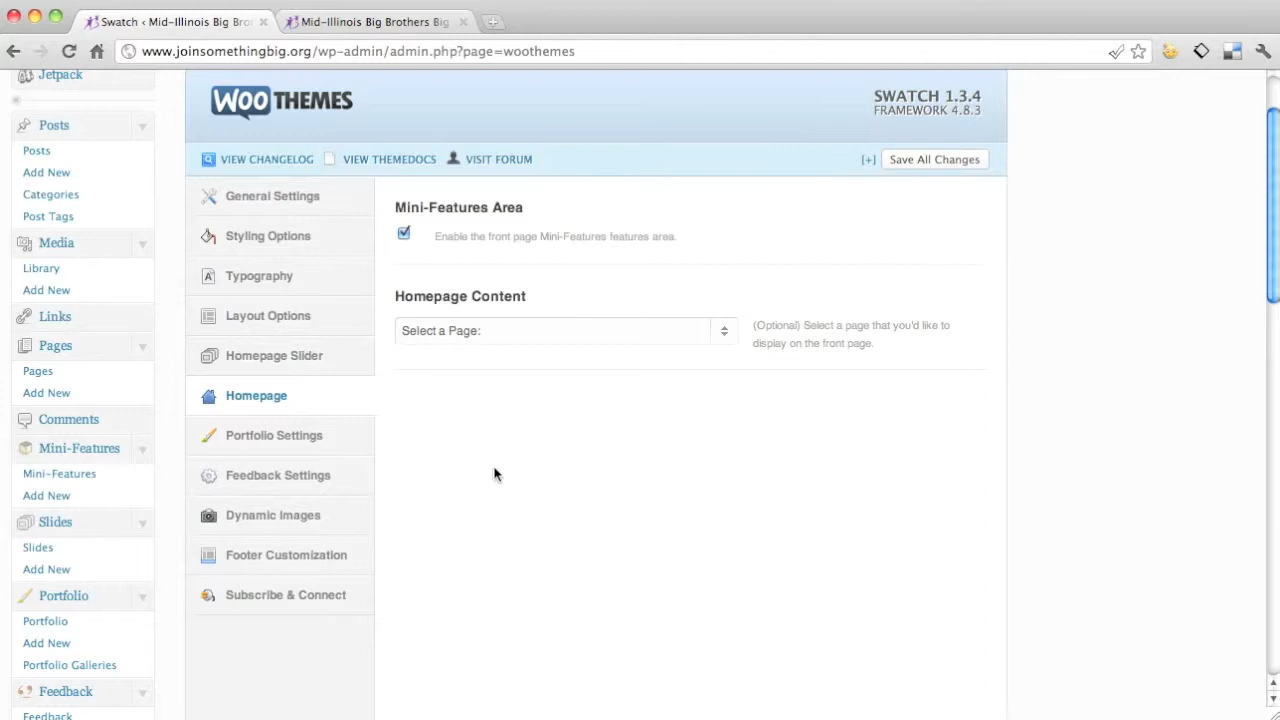 Swatch ‹ Mid-Illinois Big Bro
Mid-Illinois Big Brothers Big
www.joinsomethingbig.org/wp-admin/admin.php?page=woothemes
Jetpack
Posts
Posts
Add New
Categories
Post Tags
Media
Library
Add New
Links
Pages
Pages
Add New
Comments
Mini-Features
Mini-Features
Add New
Slides
Slides
Add New
Portfolio
Portfolio
Add New
Portfolio Galleries
Feedback
Feedback
WOOTHEMES
SWATCH 1.3.4
FRAMEWORK 4.8.3
VIEW CHANGELOG VIEW THEMEDOCS VISIT FORUM
[+] Save All Changes
General Settings
Styling Options
Typography
Layout Options
Homepage Slider
Homepage
Portfolio Settings
Feedback Settings
Dynamic Images
Footer Customization
Subscribe & Connect
Mini-Features Area
Enable the front page Mini-Features features area.
Homepage Content
Select a Page:
(Optional) Select a page that you'd like to
display on the front page.